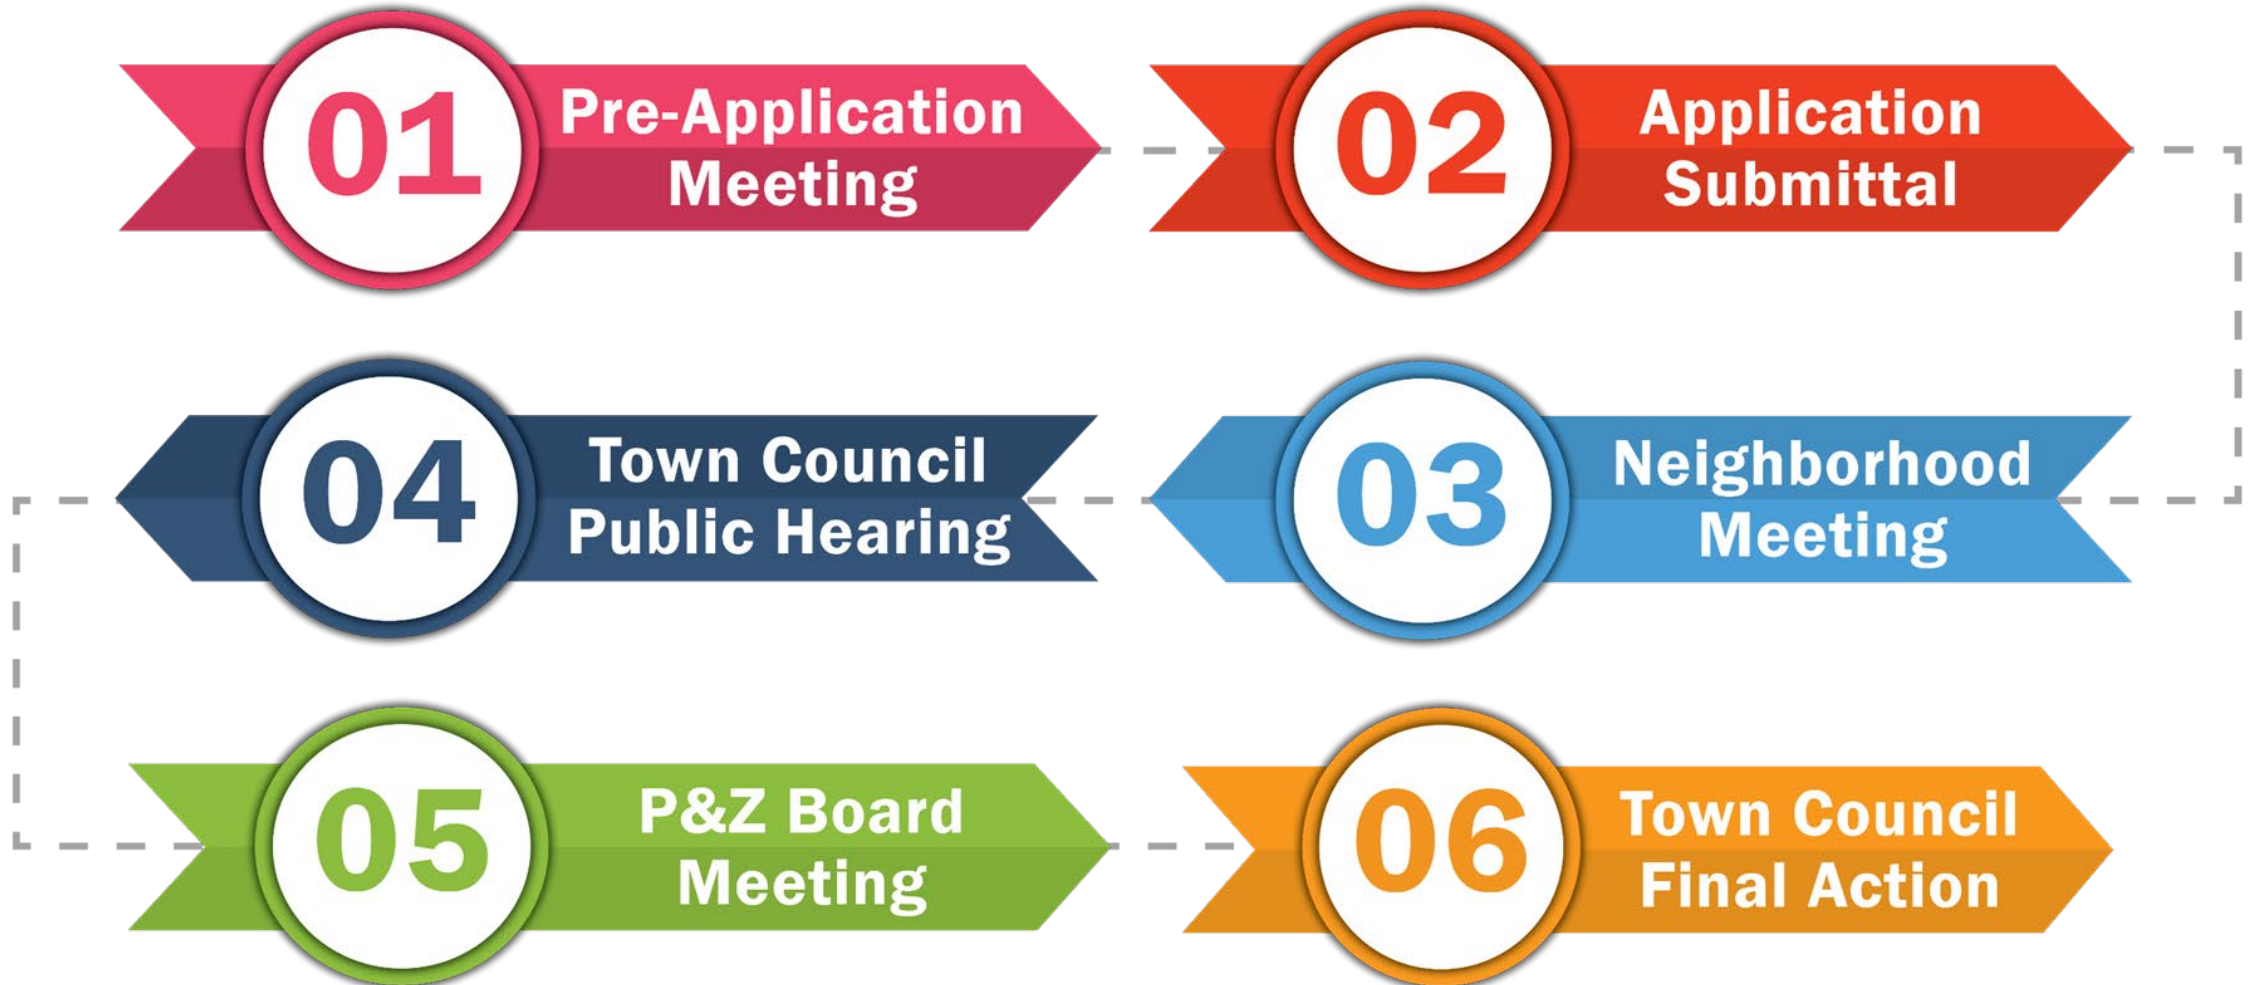 01
Pre-Application
Meeting
02
Application
Submittal
03
Neighborhood
Meeting
04
Town Council
Public Hearing
05
P&Z Board
Meeting
06
Town Council
Final Action